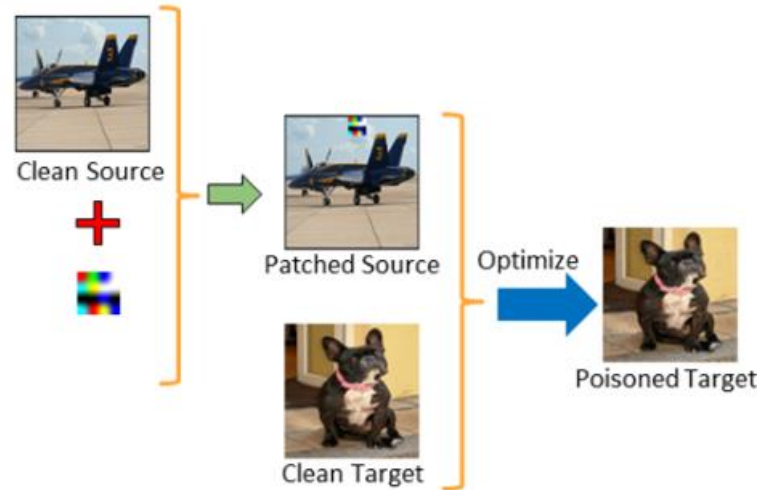 Clean Source
Patched Source
Optimize
Clean Target
Poisoned Target